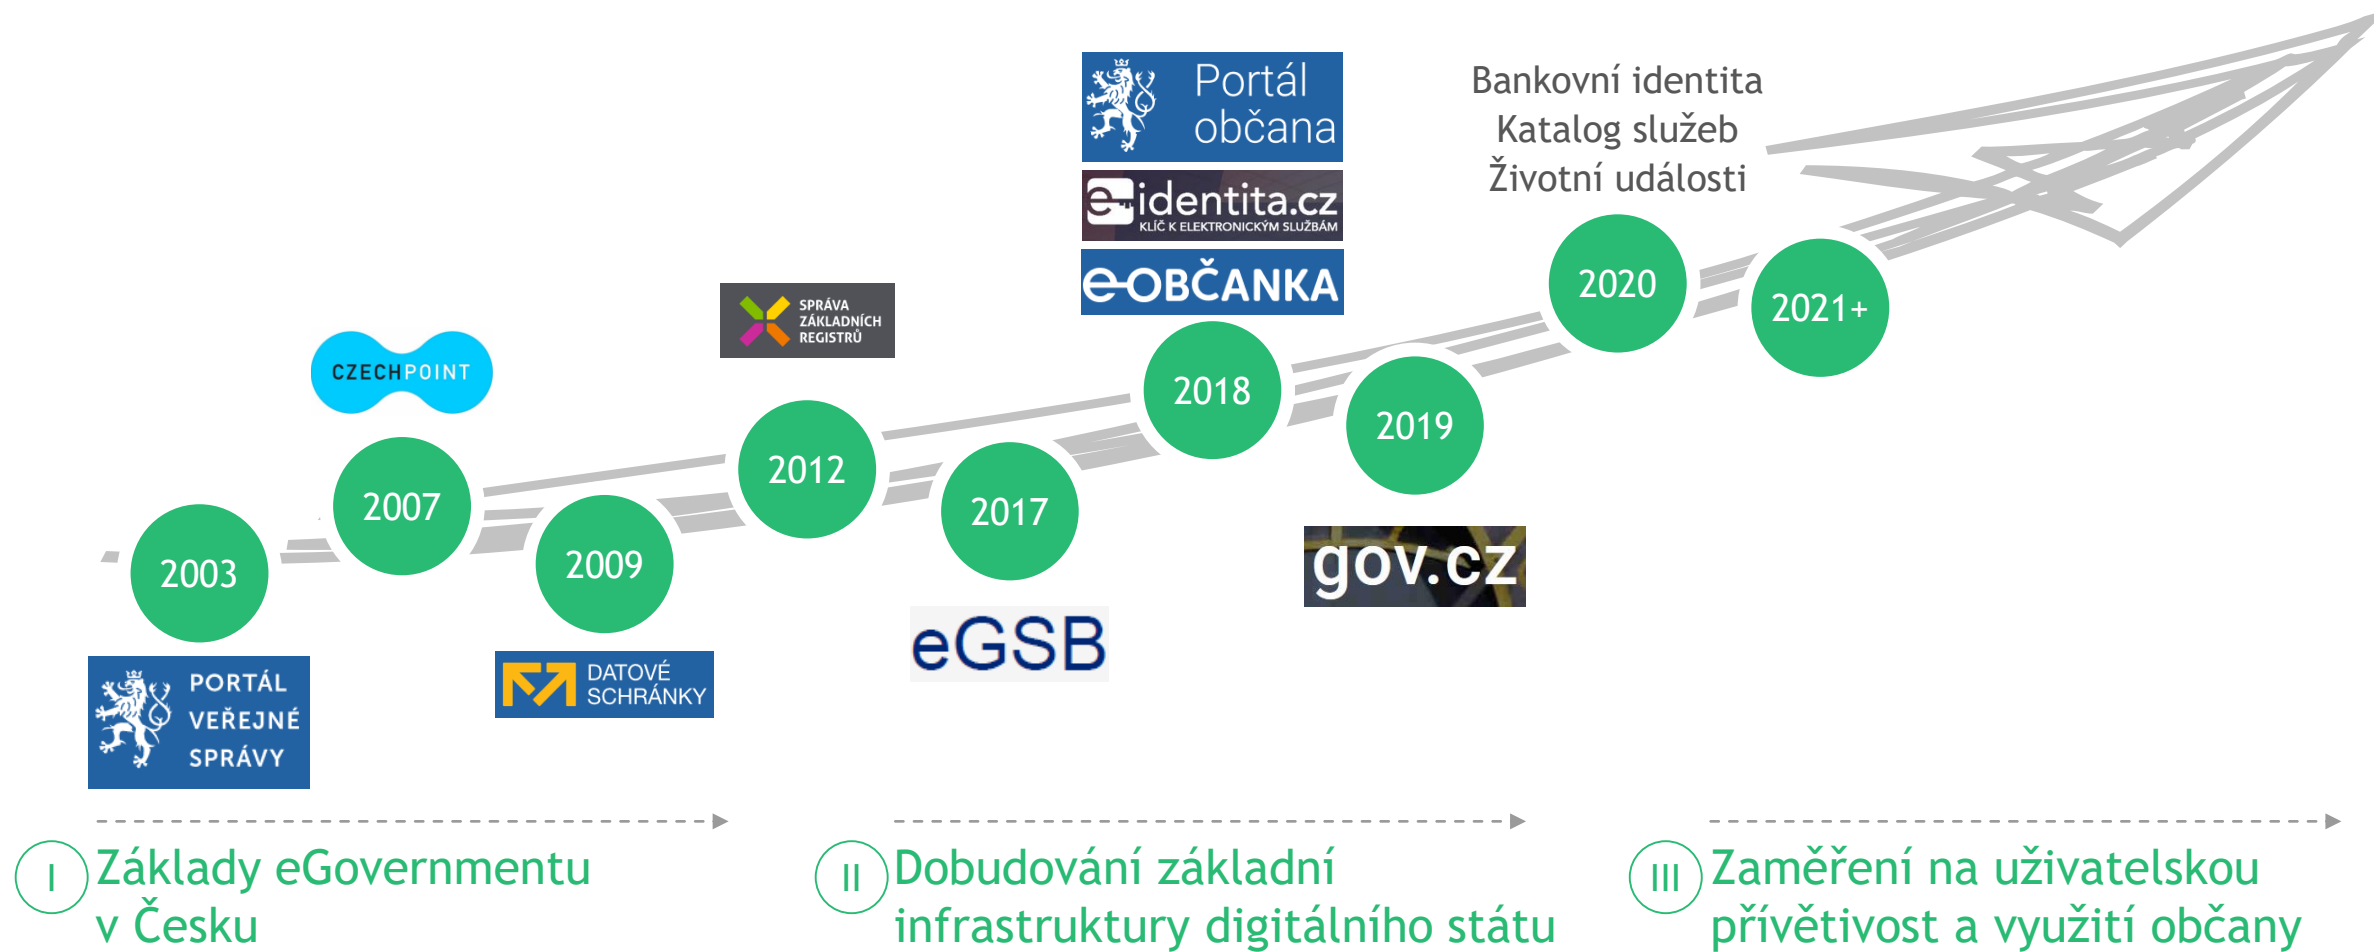 Portál
občana
e-identita.cz
KLÍČ K ELEKTRONICKÝM SLUŽBÁM
e-OBČANKA
Bankovní identita
Katalog služeb
Životní události
SPRÁVA
ZÁKLADNÍCH
REGISTRŮ
CZECHPOINT
2003
2007
2009
2012
2017
2018
2019
2020
2021+
PORTÁL
VEŘEJNÉ
SPRÁVY
DATOVÉ
SCHRÁNKY
eGSB
gov.cz
I
Základy eGovernmentu
v Česku
II
Dobudování základní
infrastruktury digitálního státu
III
Zaměření na uživatelskou
přívětivost a využití občany